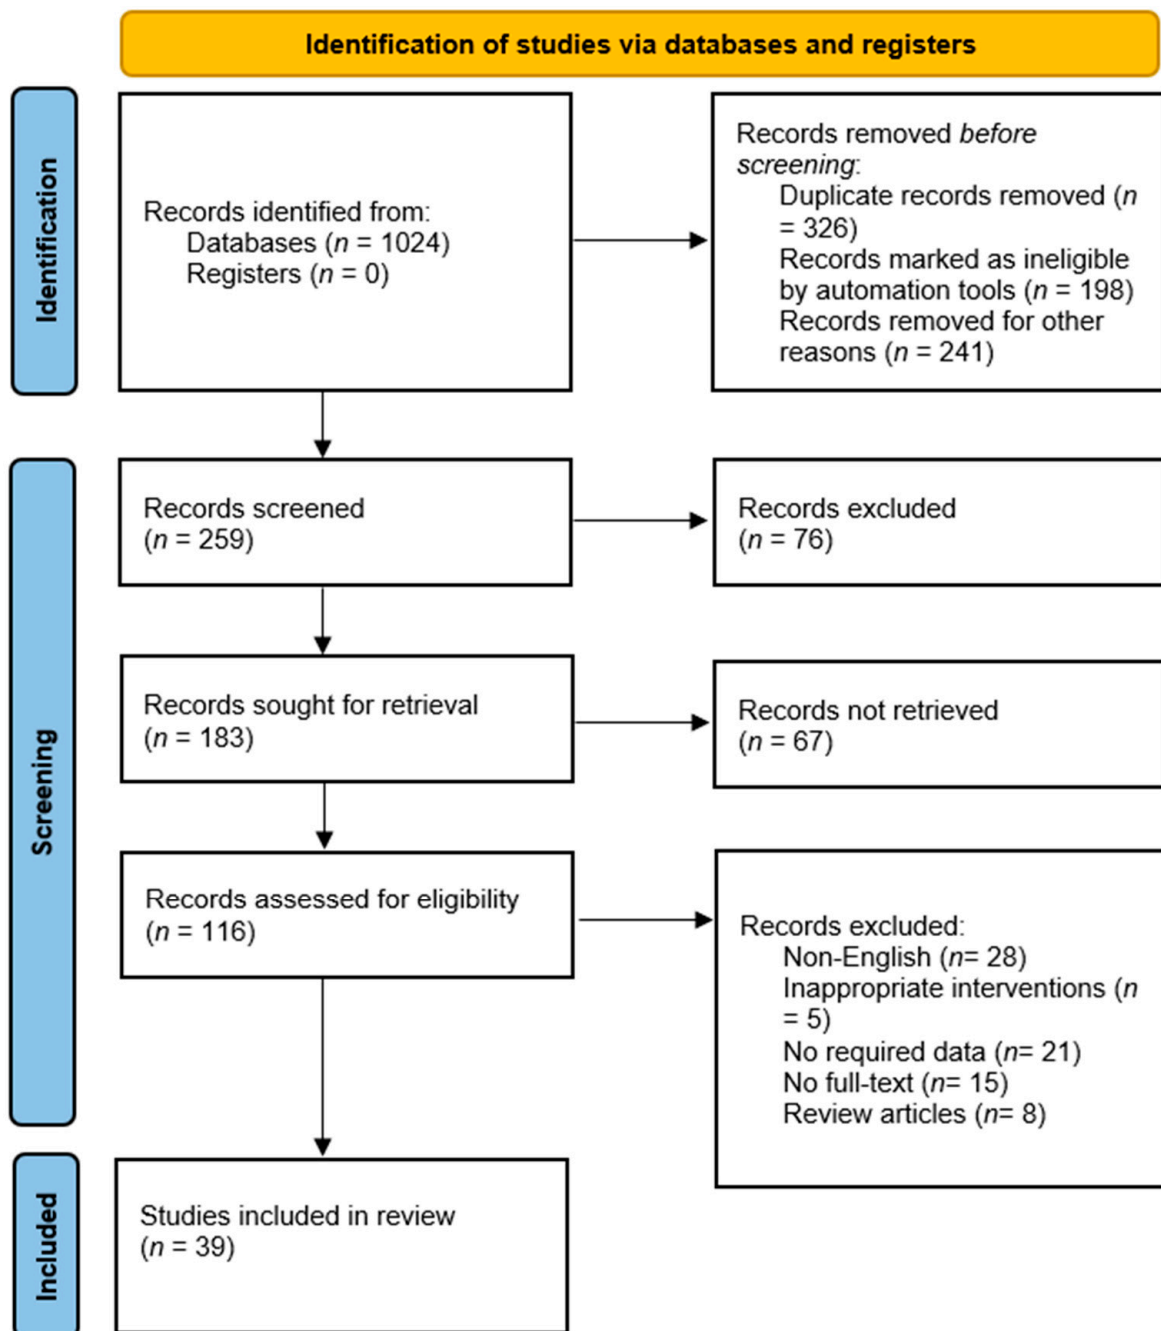 Identification of studies via databases and registers
Identification
Records identified from:
Databases (n = 1024)
Registers (n = 0)
Records removed before
screening:
Duplicate records removed (n
= 326)
Records marked as ineligible
by automation tools (n = 198)
Records removed for other
reasons (n = 241)
Screening
Records screened
(n = 259)
Records excluded
(n = 76)
Records sought for retrieval
(n = 183)
Records not retrieved
(n = 67)
Records assessed for eligibility
(n = 116)
Records excluded:
Non-English (n= 28)
Inappropriate interventions (n
= 5)
No required data (n= 21)
No full-text (n= 15)
Review articles (n= 8)
Included
Studies included in review
(n = 39)